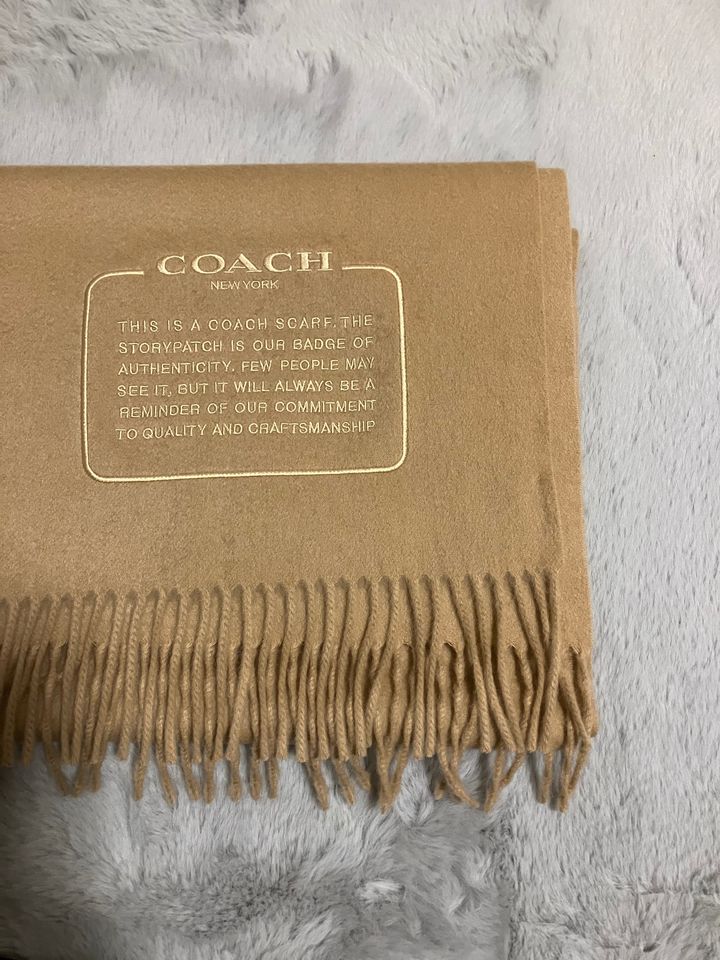 COACH
NEW YORK
THIS IS A COACH SCARF. THE
STORYPATCH IS OUR BADGE OF
AUTHENTICITY. FEW PEOPLE MAY
SEE IT, BUT IT WILL ALWAYS BE A
REMINDER OF OUR COMMITMENT
TO QUALITY AND CRAFTSMANSHIP